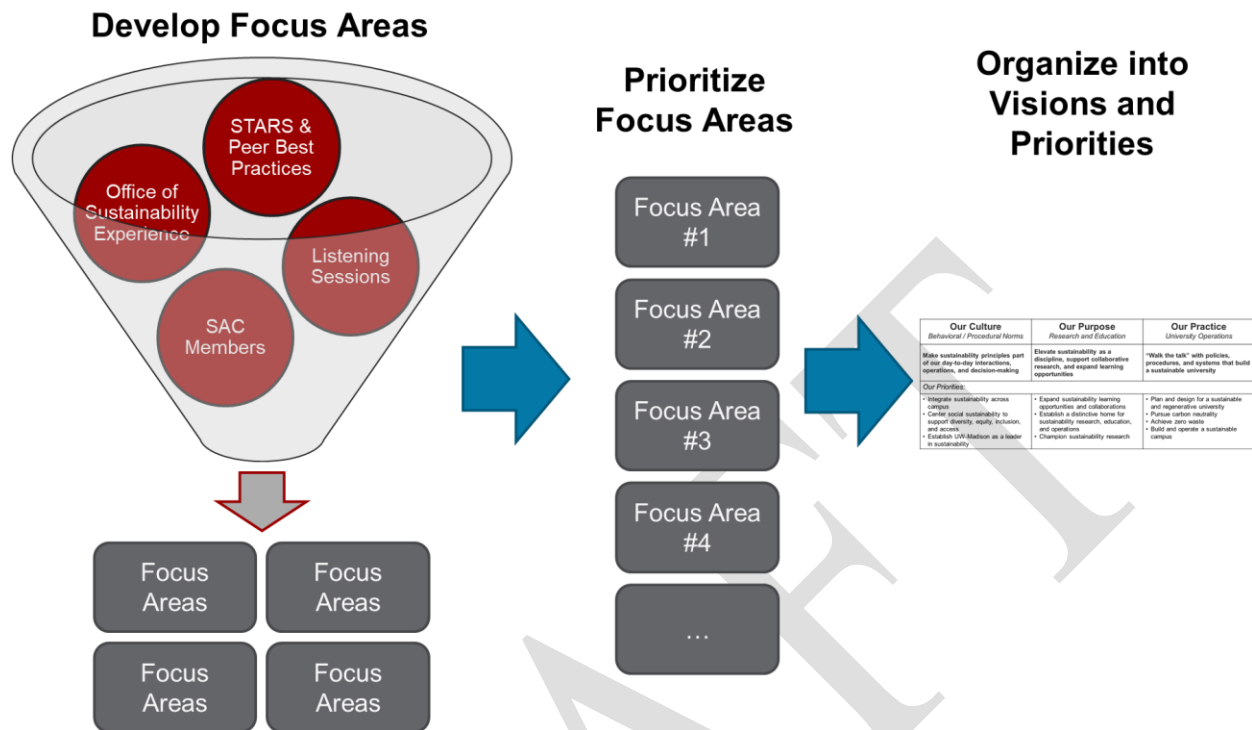 Develop Focus Areas
STARS &
Peer Best
Practices
Office of
Sustainability
Experience
Listening
Sessions
SAC
Members
Focus
Areas
Focus
Areas
Focus
Areas
Focus
Areas
Prioritize
Focus Areas
Focus Area
#1
Focus Area
#2
Focus Area
#3
Focus Area
#4
...
Organize into
Visions and
Priorities
Our Culture
Behavioral / Procedural Norms
Make sustainability principles part
of our day-to-day interactions,
operations, and decision-making
Our Purpose
Research and Education
Elevate sustainability as a
discipline, support collaborative
research, and expand learning
opportunities
Our Practice
University Operations
"Walk the talk" with policies,
procedures, and systems that build
a sustainable university
Our Priorities:
• Integrate sustainability across
campus
• Center social sustainability to
support diversity, equity, inclusion,
and access
• Establish UW-Madison as a leader
in sustainability
• Expand sustainability learning
opportunities and collaborations
• Establish a distinctive home for
sustainability research, education,
and operations
• Champion sustainability research
• Plan and design for a sustainable
and regenerative university
• Pursue carbon neutrality
• Achieve zero waste
• Build and operate a sustainable
campus